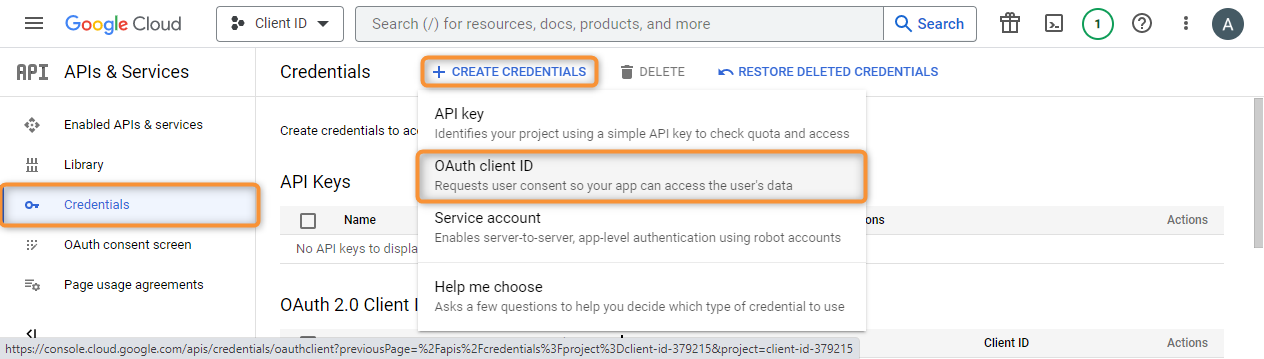 Google Cloud
Client ID
Search (/) for resources, docs, products, and more
Search
1
A
API
APIs & Services
Credentials
CREATE CREDENTIALS
DELETE
RESTORE DELETED CREDENTIALS
Enabled APIs & services
Library
Credentials
OAuth consent screen
Page usage agreements
Create credentials to acc
API key
Identifies your project using a simple API key to check quota and access
OAuth client ID
Requests user consent so your app can access the user's data
Service account
Enables server-to-server, app-level authentication using robot accounts
Help me choose
Asks a few questions to help you decide which type of credential to use
API Keys
Name
ons
Actions
No API keys to displa
OAuth 2.0 Client I
Client ID
Actions
https://console.cloud.google.com/apis/credentials/oauthclient?previousPage=%2Fapis%2Fcredentials%3Fproject%3Dclient-id-379215&project=client-id-379215